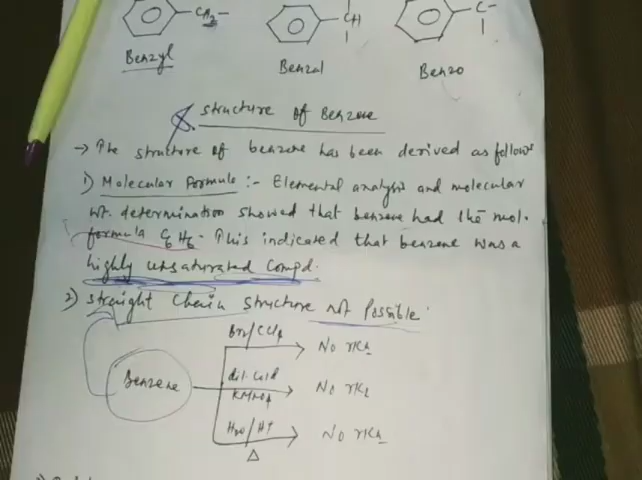 CH2-
CH
C-
Benzyl
Benzal
Benzo
Structure of Benzene
→ The structure of benzene has been derived as follows
1) Molecular Formula :- Elemental analysis and molecular
wt. determination showed that benzene had the mol.
formula C6H6. This indicated that benzene was a
highly unsaturated compd.
2) straight chain structure not possible:
Br2/CCl4
No rxn
Benzene
dil. cold
KMnO4
No rxn
H2O/H+
Δ
No rxn